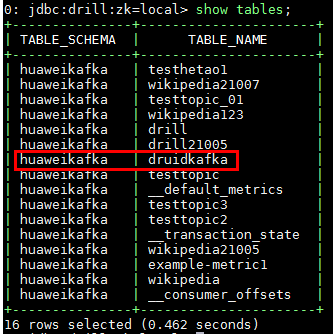 0: jdbc:drill:zk=local> show tables;
TABLE_SCHEMA | TABLE_NAME
huaweikafka | testhetao1
huaweikafka | wikipedia21007
huaweikafka | testtopic_01
huaweikafka | wikipedia123
huaweikafka | drill
huaweikafka | drill21005
huaweikafka | druidkafka
huaweikafka | testtopic
huaweikafka | __default_metrics
huaweikafka | testtopic3
huaweikafka | testtopic2
huaweikafka | __transaction_state
huaweikafka | wikipedia21005
huaweikafka | example-metric1
huaweikafka | wikipedia
huaweikafka | __consumer_offsets
16 rows selected (0.462 seconds)